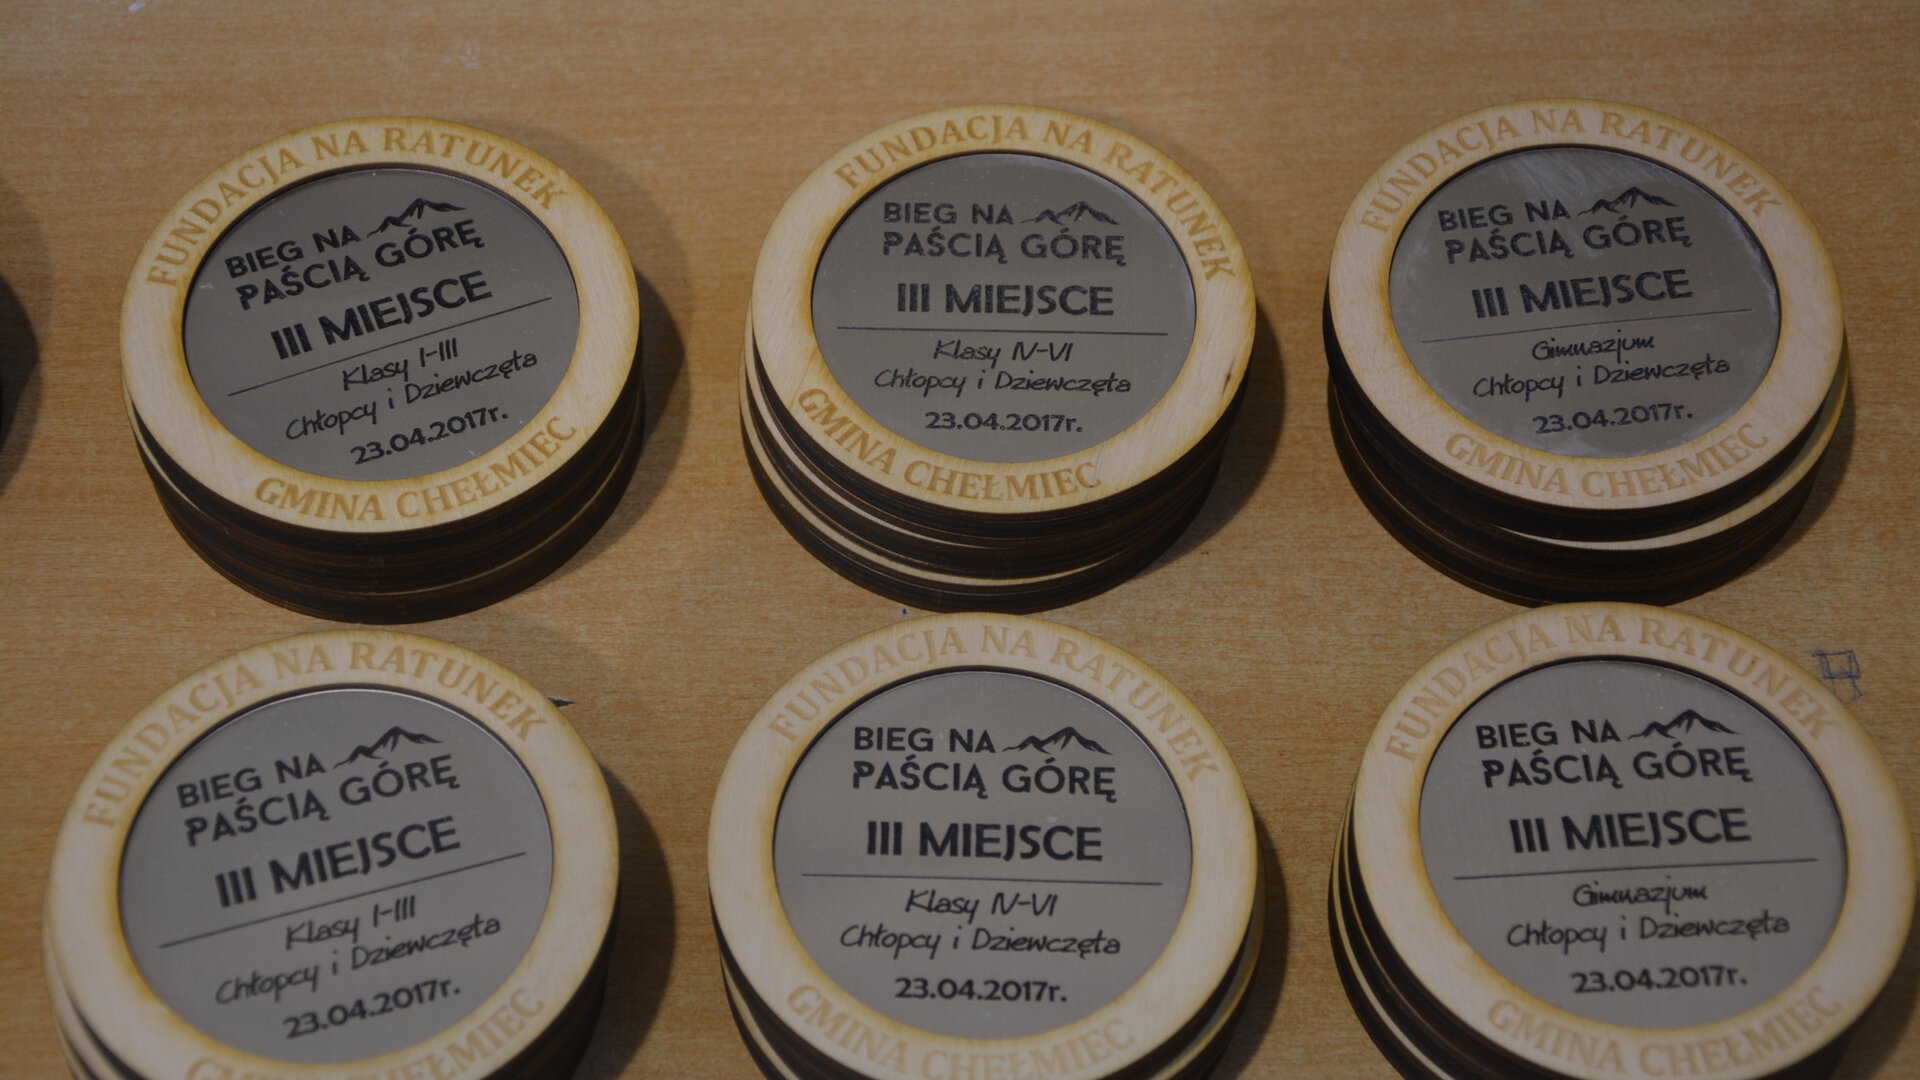 FUNDACJA NA RATUNEK
BIEG NA
PAŚCIĄ GÓRĘ
III MIEJSCE
Klasy I-III
Chłopcy i Dziewczęta
23.04.2017r.
GMINA CHEŁMIEC
FUNDACJA NA RATUNEK
BIEG NA
PAŚCIĄ GÓRĘ
III MIEJSCE
Klasy IV-VI
Chłopcy i Dziewczęta
23.04.2017r.
GMINA CHEŁMIEC
FUNDACJA NA RATUNEK
BIEG NA
PAŚCIĄ GÓRĘ
III MIEJSCE
Gimnazjum
Chłopcy i Dziewczęta
23.04.2017r.
GMINA CHEŁMIEC
FUNDACJA NA RATUNEK
BIEG NA
PAŚCIĄ GÓRĘ
III MIEJSCE
Klasy I-III
Chłopcy i Dziewczęta
23.04.2017r.
GMINA CHEŁMIEC
FUNDACJA NA RATUNEK
BIEG NA
PAŚCIĄ GÓRĘ
III MIEJSCE
Klasy IV-VI
Chłopcy i Dziewczęta
23.04.2017r.
GMINA CHEŁMIEC
FUNDACJA NA RATUNEK
BIEG NA
PAŚCIĄ GÓRĘ
III MIEJSCE
Gimnazjum
Chłopcy i Dziewczęta
23.04.2017r.
GMINA CHEŁMIEC